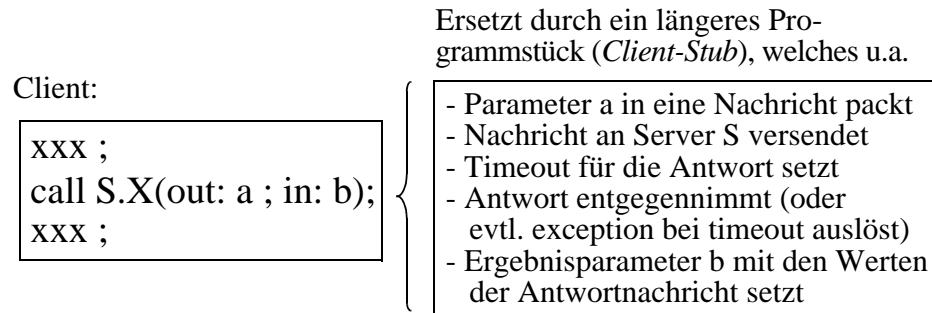 Ersetzt durch ein längeres Pro-
grammstück (Client-Stub), welches u.a.
Client:
xxx ;
call S.X(out: a ; in: b);
xxx ;
- Parameter a in eine Nachricht packt
- Nachricht an Server S versendet
- Timeout für die Antwort setzt
- Antwort entgegennimmt (oder
evtl. exception bei timeout auslöst)
- Ergebnisparameter b mit den Werten
der Antwortnachricht setzt